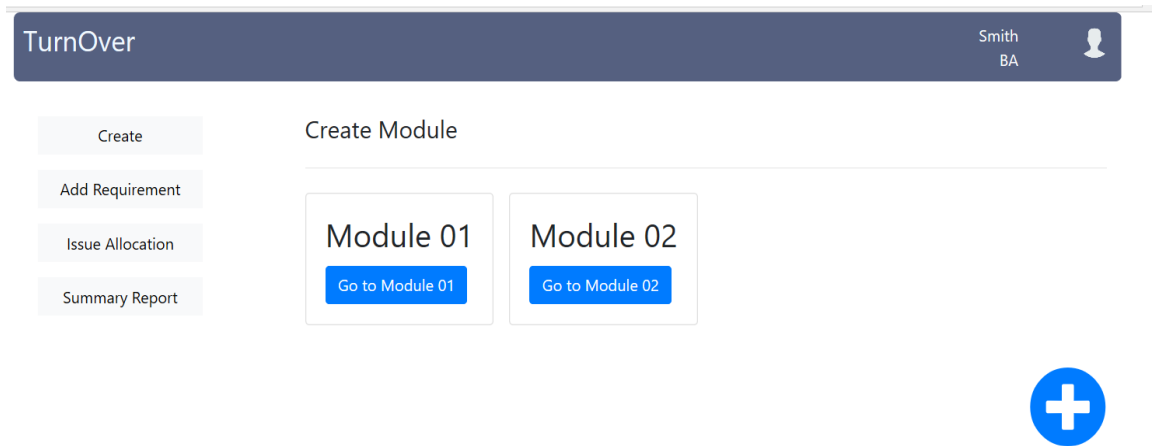 TurnOver
Smith
BA
Create
Add Requirement
Issue Allocation
Summary Report
Create Module
Module 01
Go to Module 01
Module 02
Go to Module 02